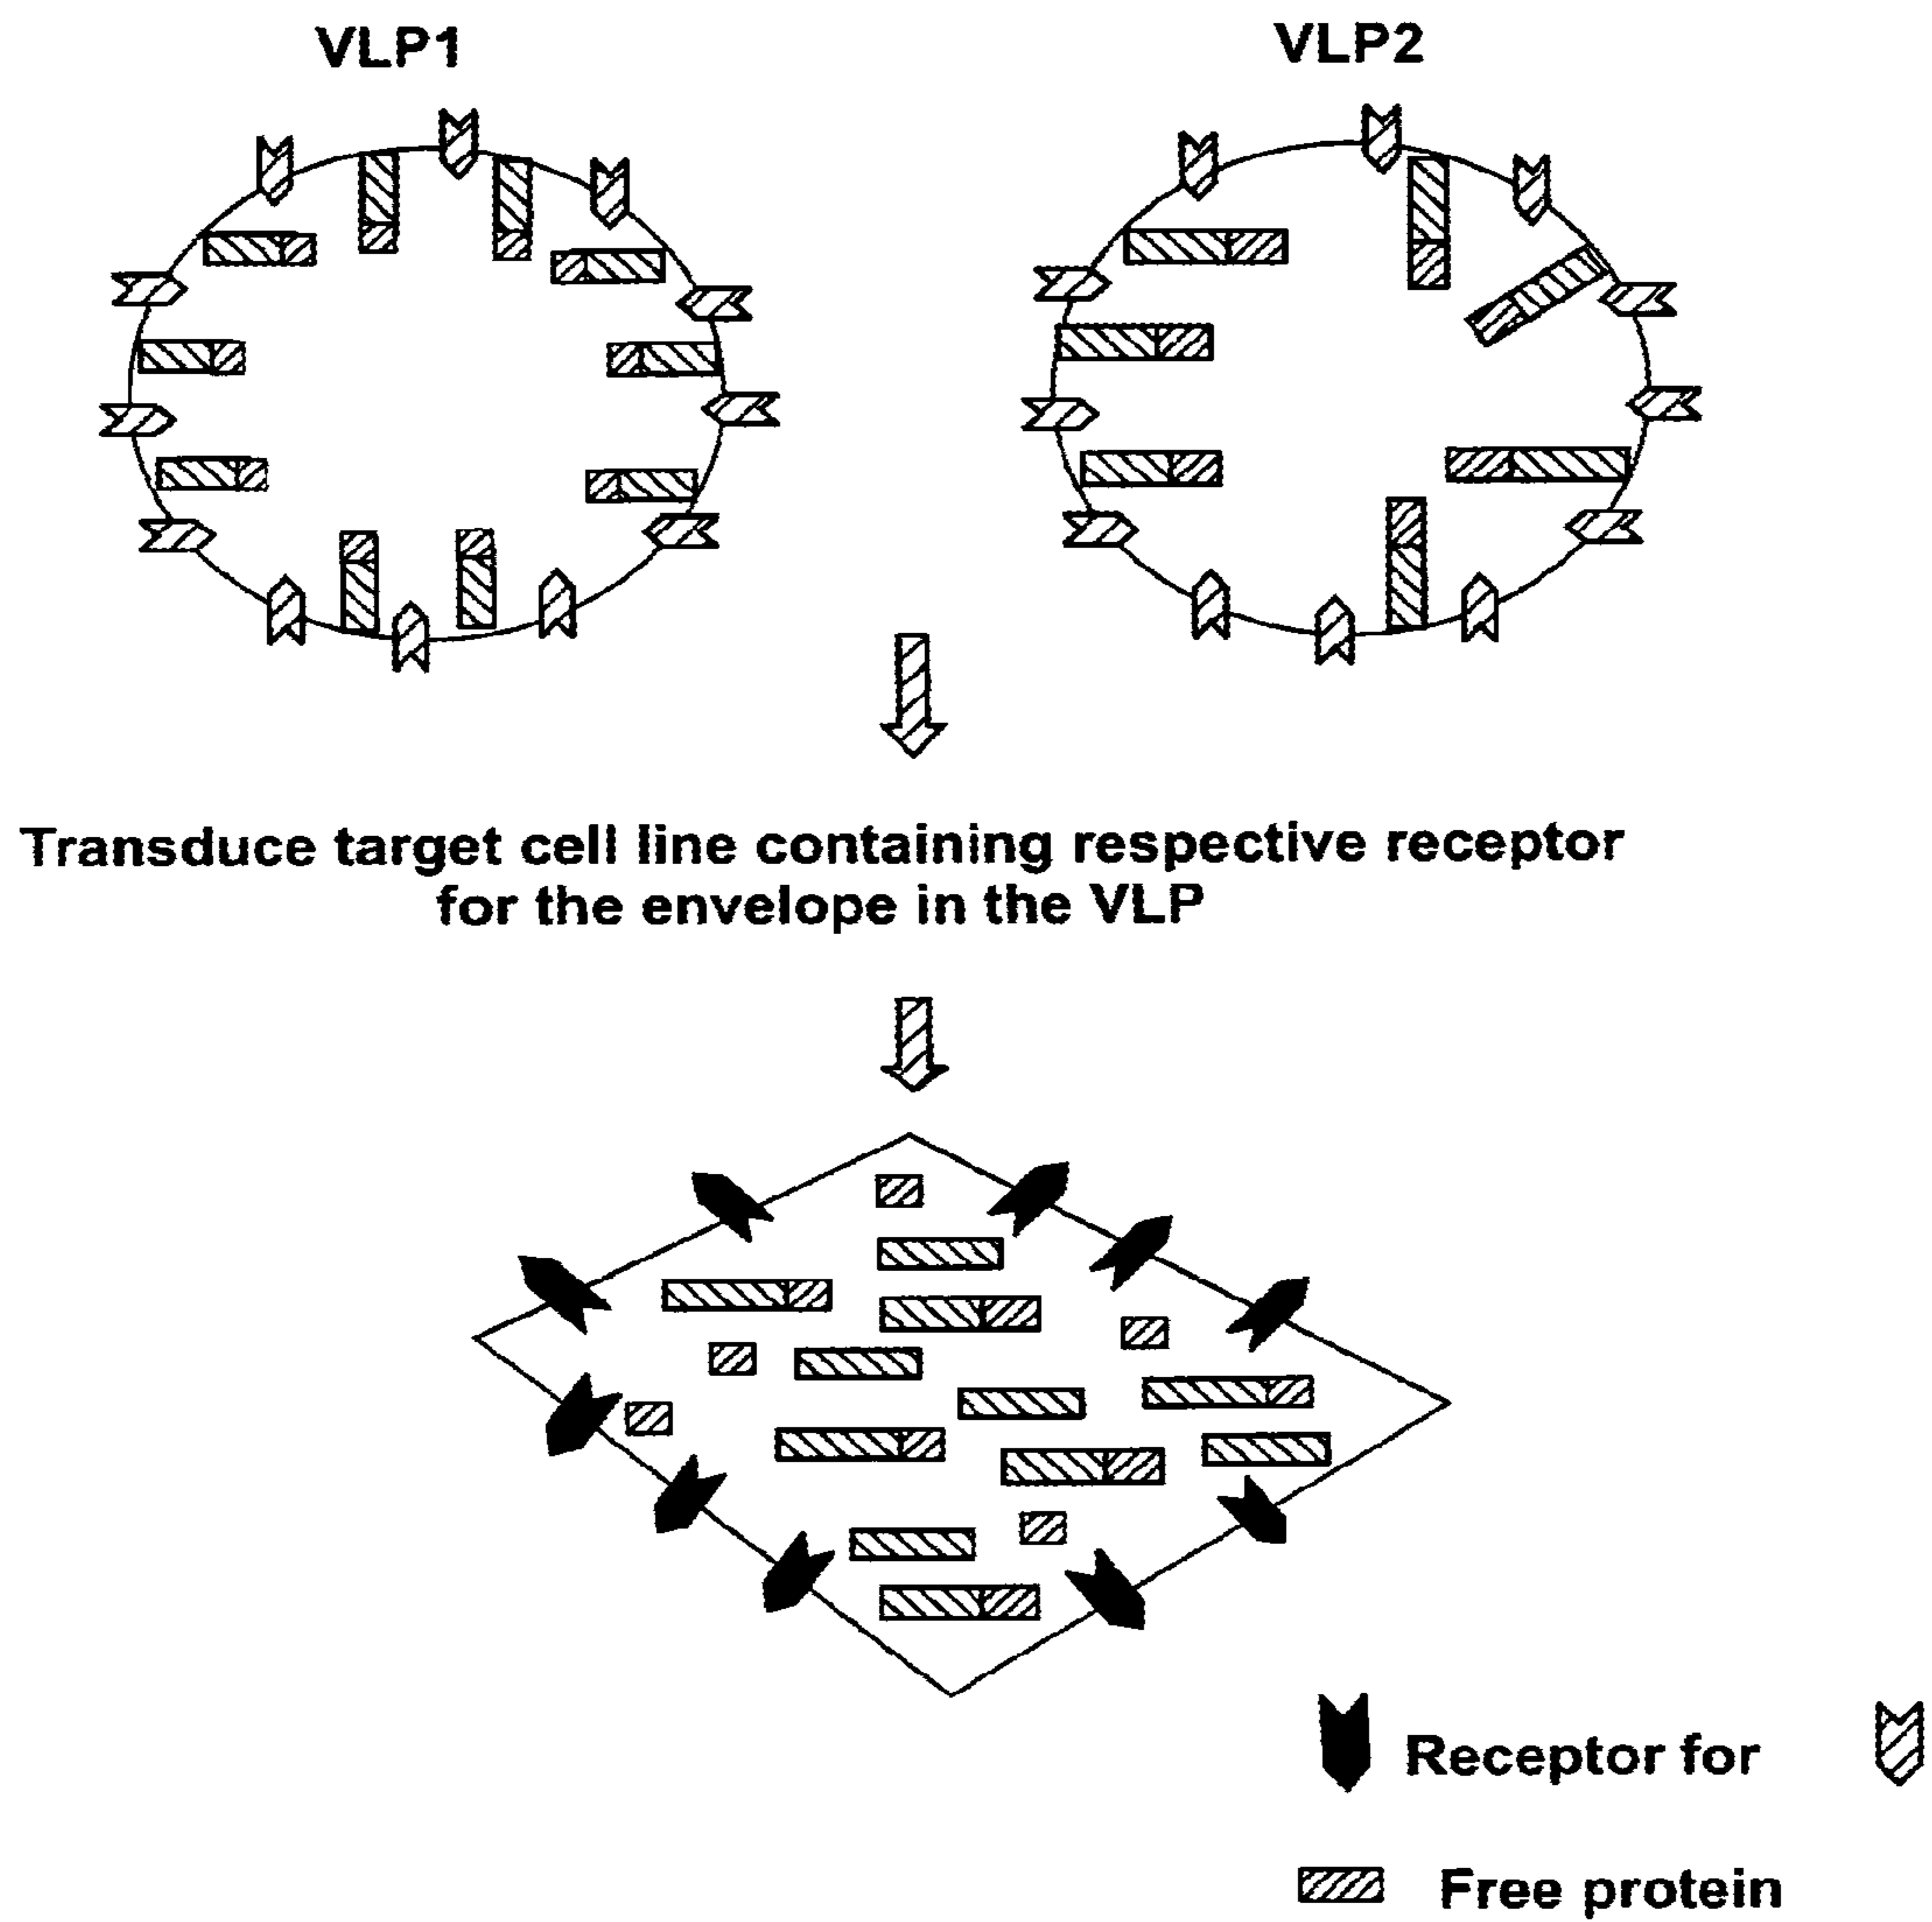 VLP1
VLP2
Transduce target cell line containing respective receptor
for the envelope in the VLP
Receptor for
Free protein